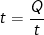 t = Q/t